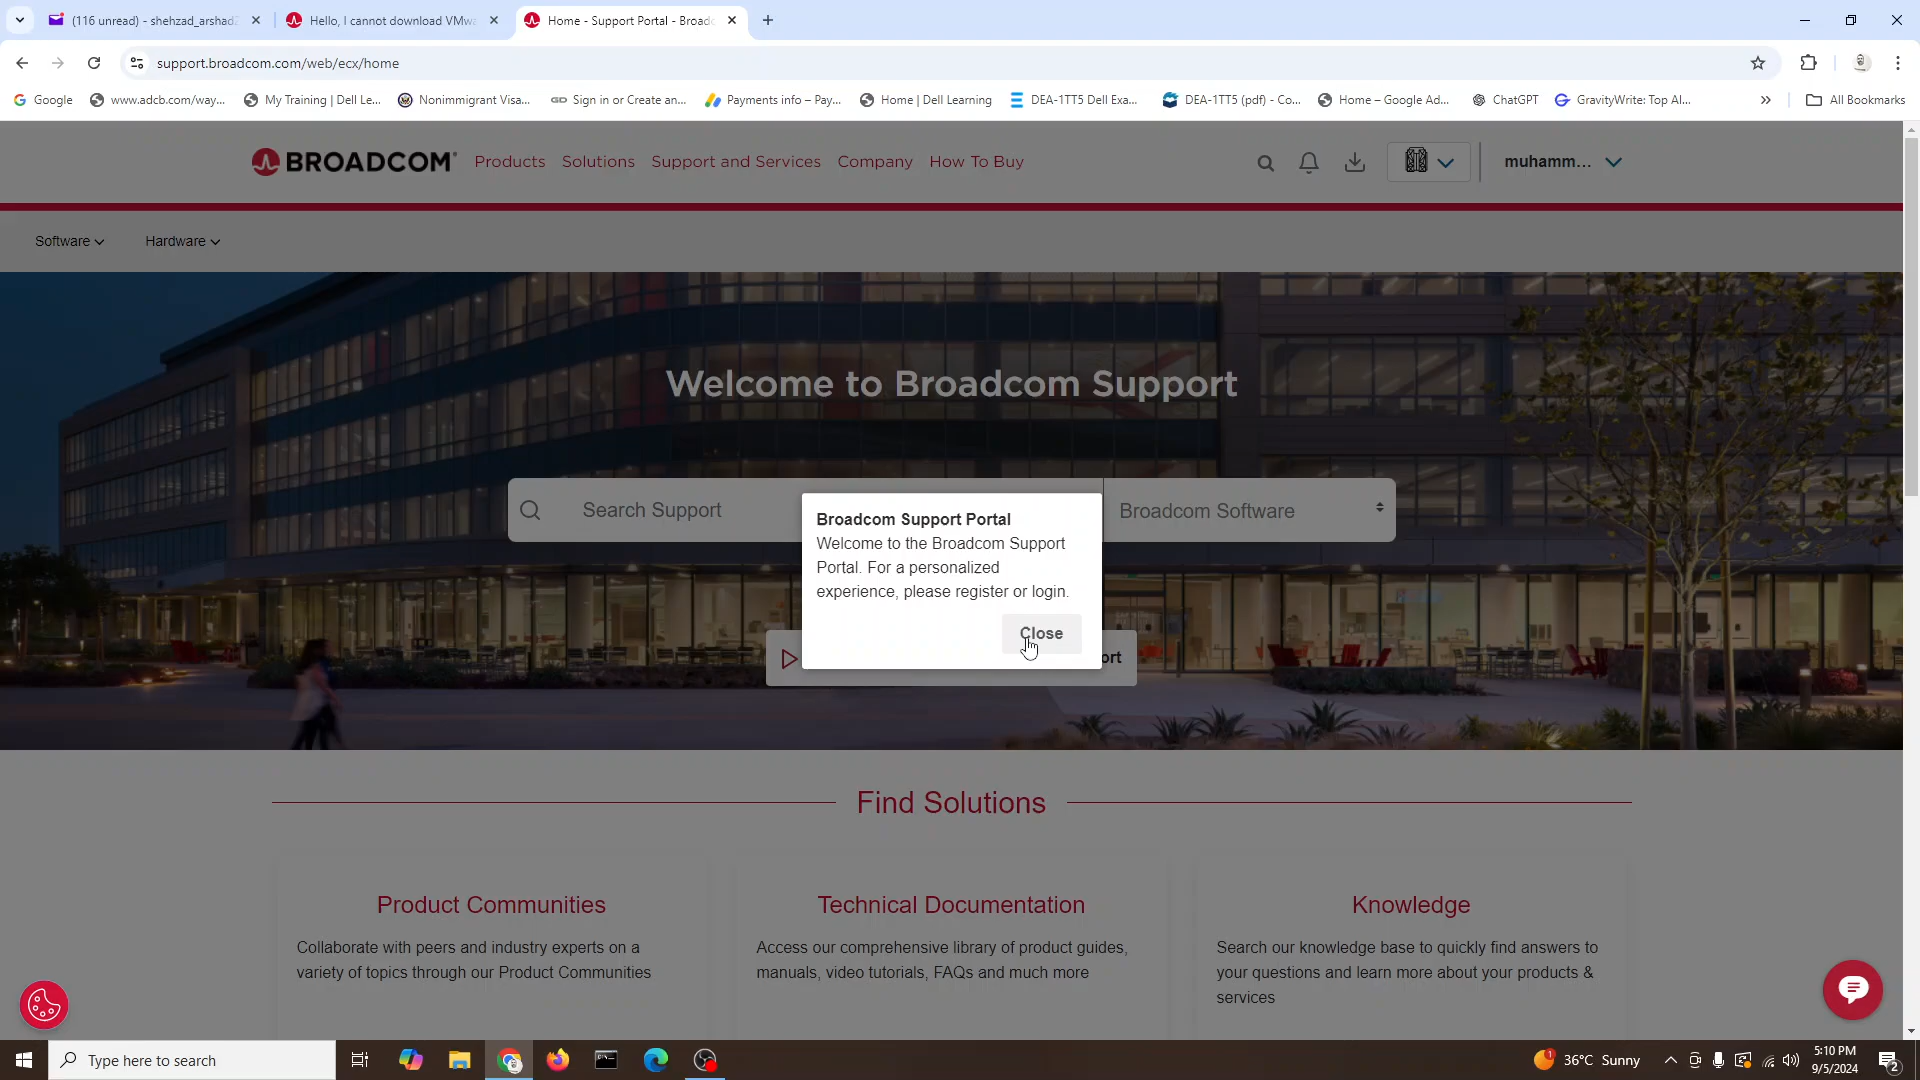 (116 unread) - shehzad_arshad2
Hello, I cannot download VMwa
Home - Support Portal - Broadc
support.broadcom.com/web/ecx/home
Google
www.adcb.com/way...
My Training | Dell Le...
Nonimmigrant Visa...
Sign in or Create an...
Payments info – Pay...
Home | Dell Learning
DEA-1TT5 Dell Exa...
DEA-1TT5 (pdf) - Co...
Home – Google Ad...
ChatGPT
GravityWrite: Top AI...
»
All Bookmarks
BROADCOM
Products
Solutions
Support and Services
Company
How To Buy
muhamm...
Software
Hardware
Welcome to Broadcom Support
Search Support
Broadcom Software
Broadcom Support Portal
Welcome to the Broadcom Support
Portal. For a personalized
experience, please register or login.
Close
ort
Find Solutions
Product Communities
Collaborate with peers and industry experts on a
variety of topics through our Product Communities
Technical Documentation
Access our comprehensive library of product guides,
manuals, video tutorials, FAQs and much more
Knowledge
Search our knowledge base to quickly find answers to
your questions and learn more about your products &
services
Type here to search
1
36°C Sunny
5:10 PM
9/5/2024
2